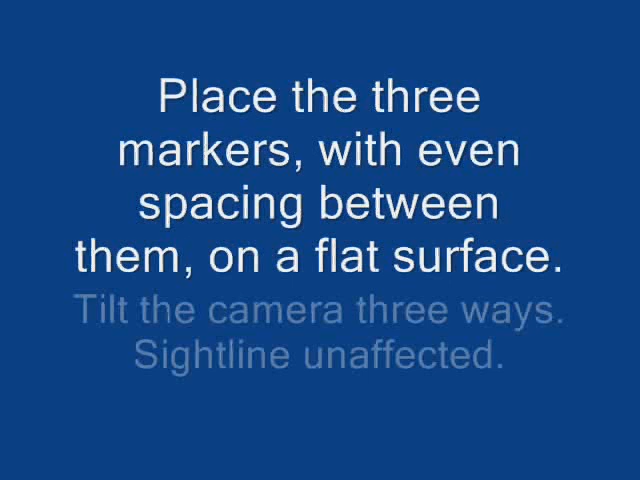 Place the three
markers, with even
spacing between
them, on a flat surface.
Tilt the camera three ways.
Sightline unaffected.